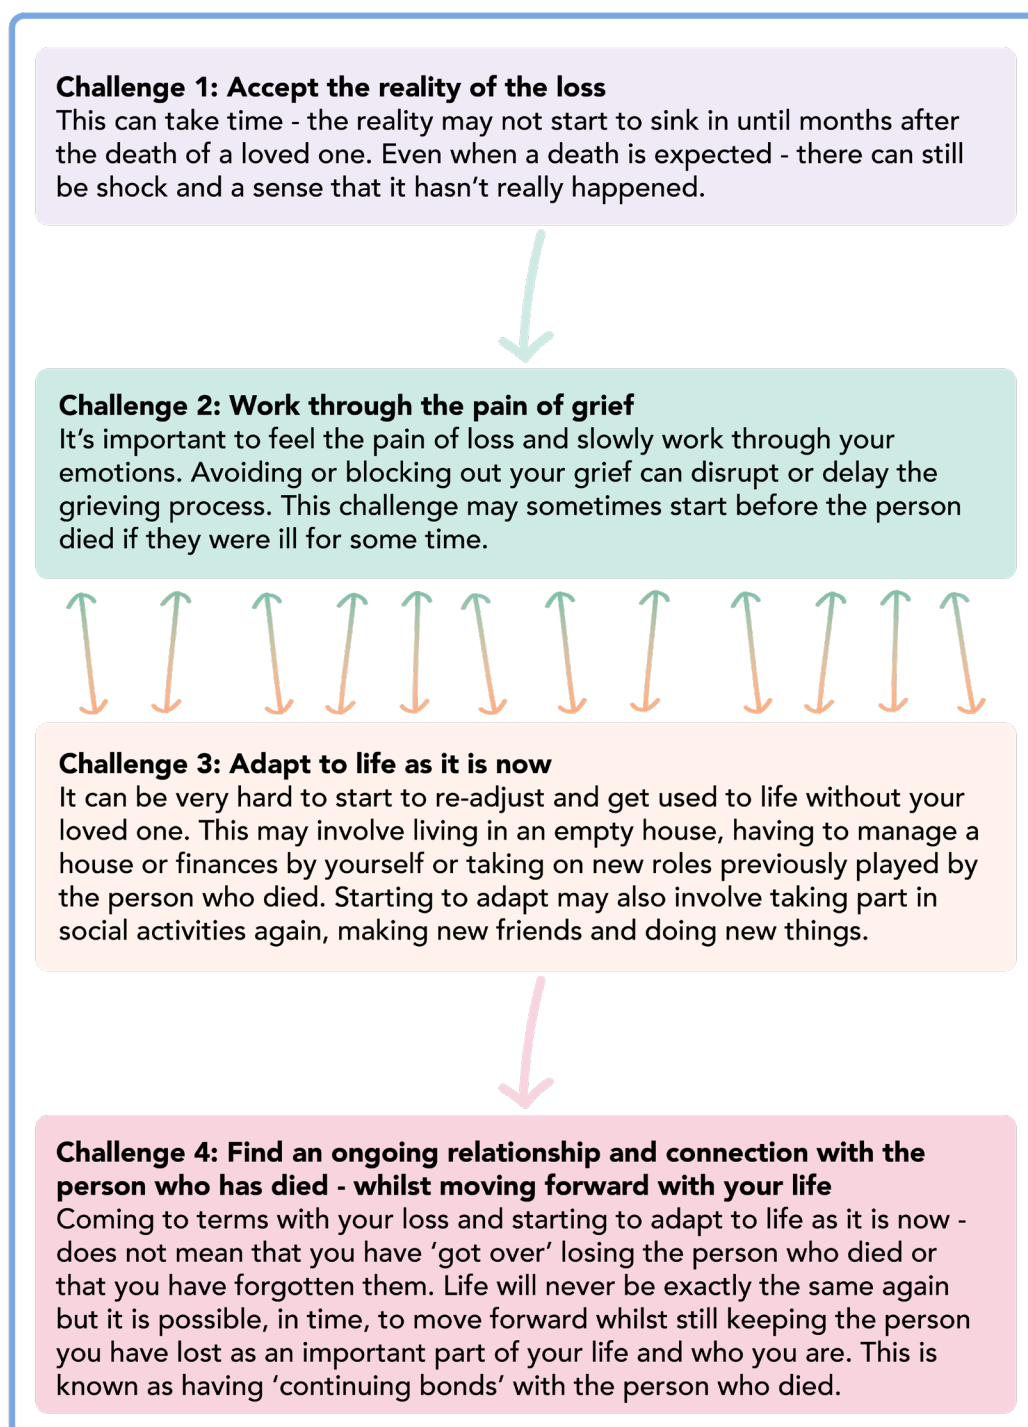 Challenge 1: Accept the reality of the loss
This can take time - the reality may not start to sink in until months after
the death of a loved one. Even when a death is expected - there can still
be shock and a sense that it hasn’t really happened.
Challenge 2: Work through the pain of grief
It’s important to feel the pain of loss and slowly work through your
emotions. Avoiding or blocking out your grief can disrupt or delay the
grieving process. This challenge may sometimes start before the person
died if they were ill for some time.
Challenge 3: Adapt to life as it is now
It can be very hard to start to re-adjust and get used to life without your
loved one. This may involve living in an empty house, having to manage a
house or finances by yourself or taking on new roles previously played by
the person who died. Starting to adapt may also involve taking part in
social activities again, making new friends and doing new things.
Challenge 4: Find an ongoing relationship and connection with the
person who has died - whilst moving forward with your life
Coming to terms with your loss and starting to adapt to life as it is now -
does not mean that you have ‘got over’ losing the person who died or
that you have forgotten them. Life will never be exactly the same again
but it is possible, in time, to move forward whilst still keeping the person
you have lost as an important part of your life and who you are. This is
known as having ‘continuing bonds’ with the person who died.